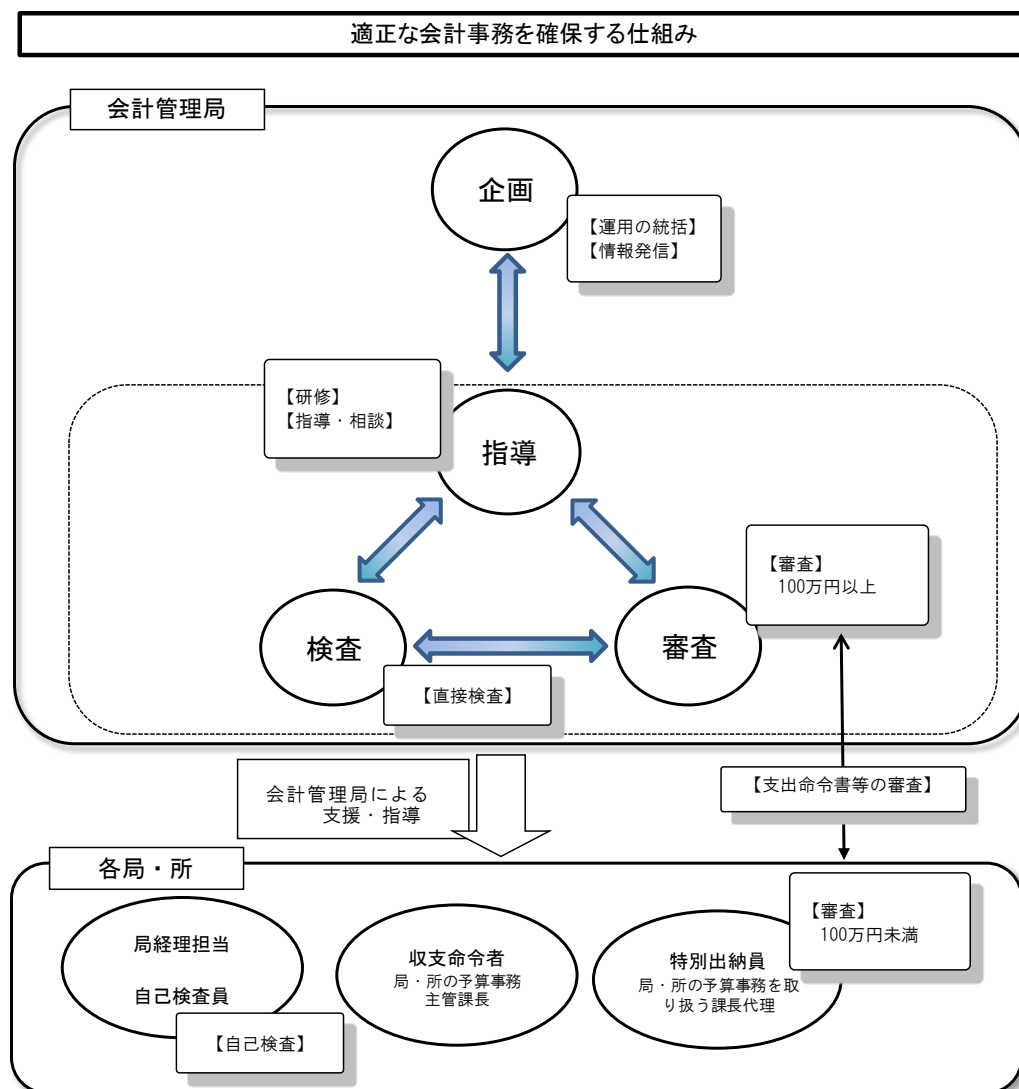 適正な会計事務を確保する仕組み
会計管理局
企画
【運用の統括】
【情報発信】
【研修】
【指導・相談】
指導
【審査】
100万円以上
検査
審査
【直接検査】
会計管理局による
支援・指導
【支出命令書等の審査】
各局・所
【審査】
100万円未満
局経理担当
自己検査員
【自己検査】
収支命令者
局・所の予算事務
主管課長
特別出納員
局・所の予算事務を取
り扱う課長代理